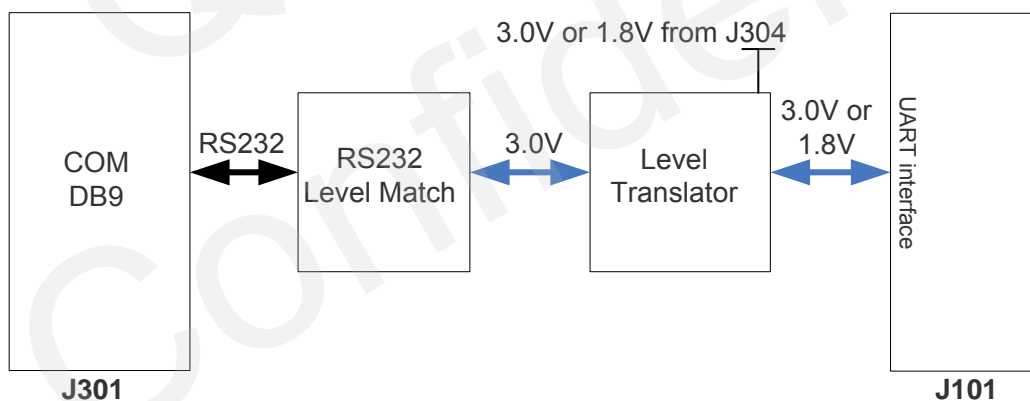 3.0V or 1.8V from J304
COM
DB9
RS232
RS232
Level Match
3.0V
Level
Translator
3.0V or
1.8V
UART interface
J301
J101
Confidential